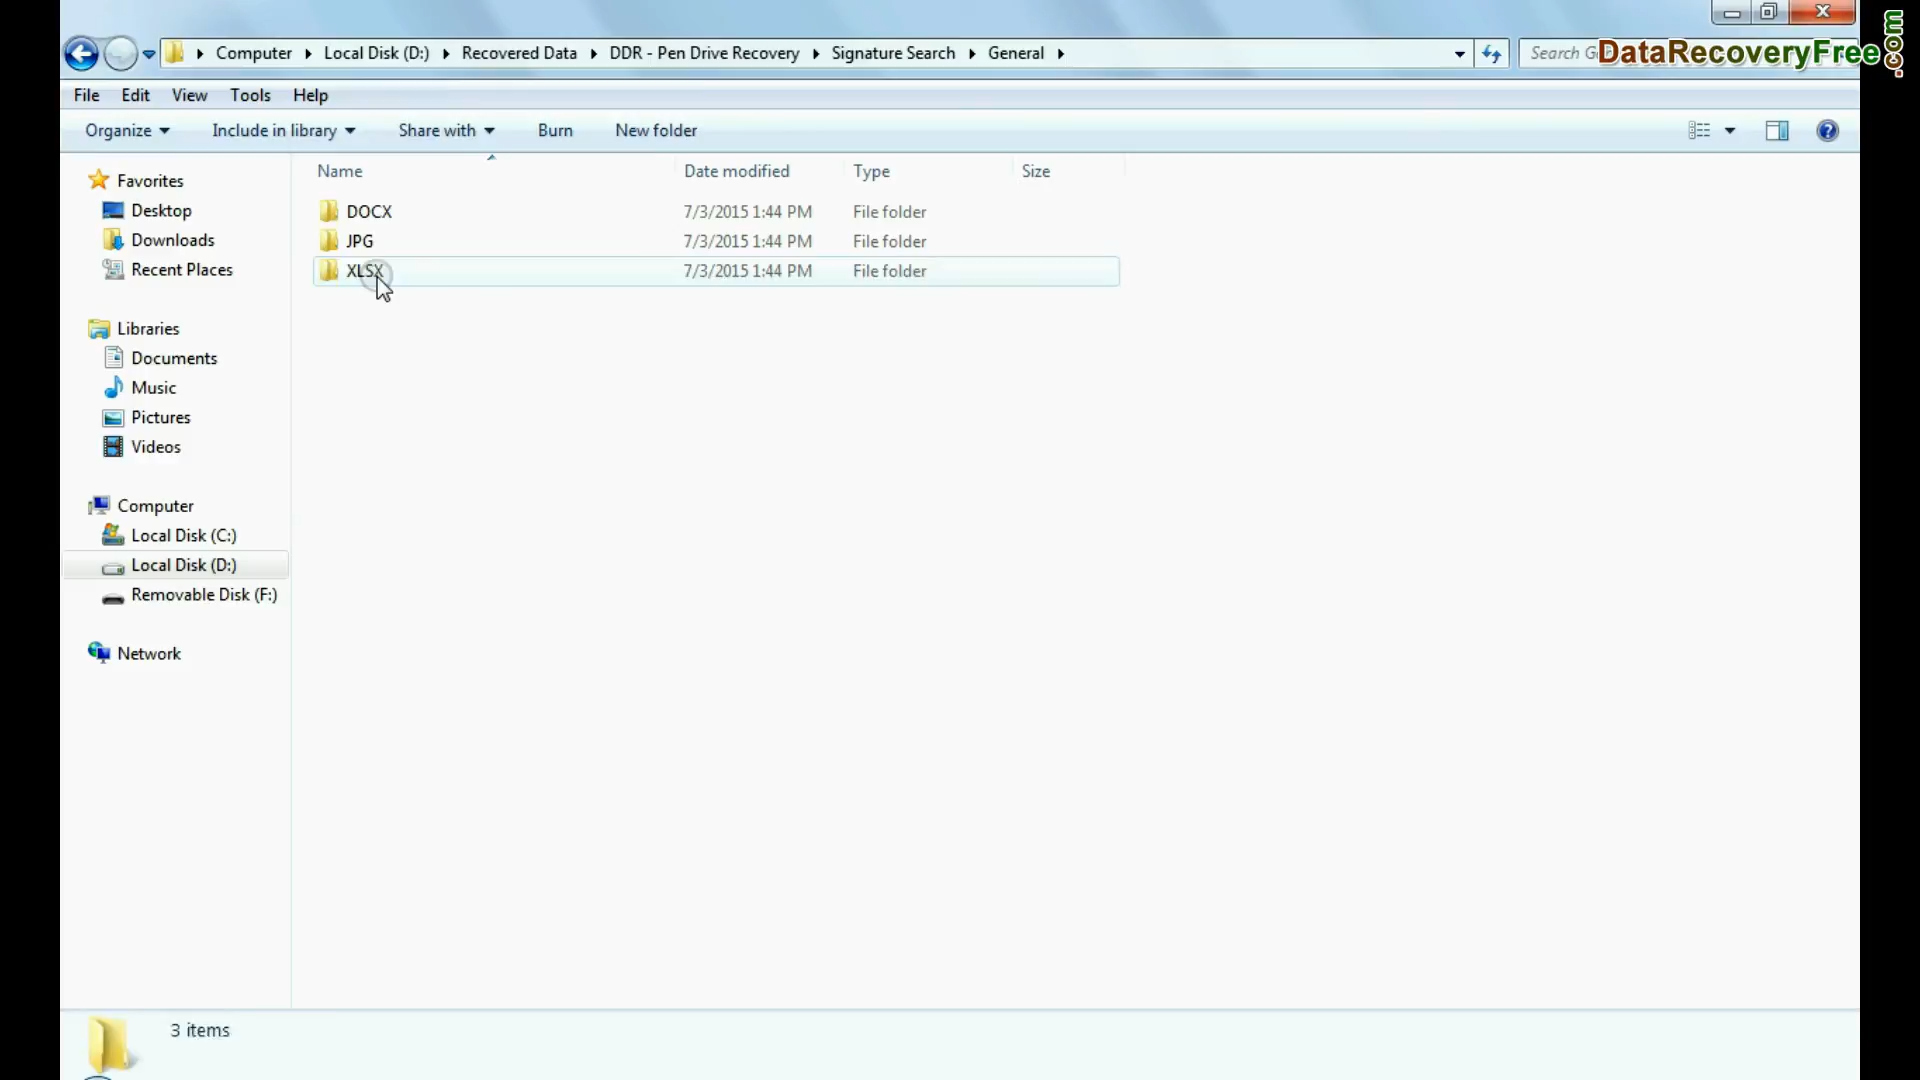 Computer Local Disk (D:) Recovered Data DDR - Pen Drive Recovery Signature Search General
Search G
DataRecoveryFree.com
File Edit View Tools Help
Organize Include in library Share with Burn New folder
Name Date modified Type Size
DOCX 7/3/2015 1:44 PM File folder
JPG 7/3/2015 1:44 PM File folder
XLSX 7/3/2015 1:44 PM File folder
Favorites
Desktop
Downloads
Recent Places
Libraries
Documents
Music
Pictures
Videos
Computer
Local Disk (C:)
Local Disk (D:)
Removable Disk (F:)
Network
3 items